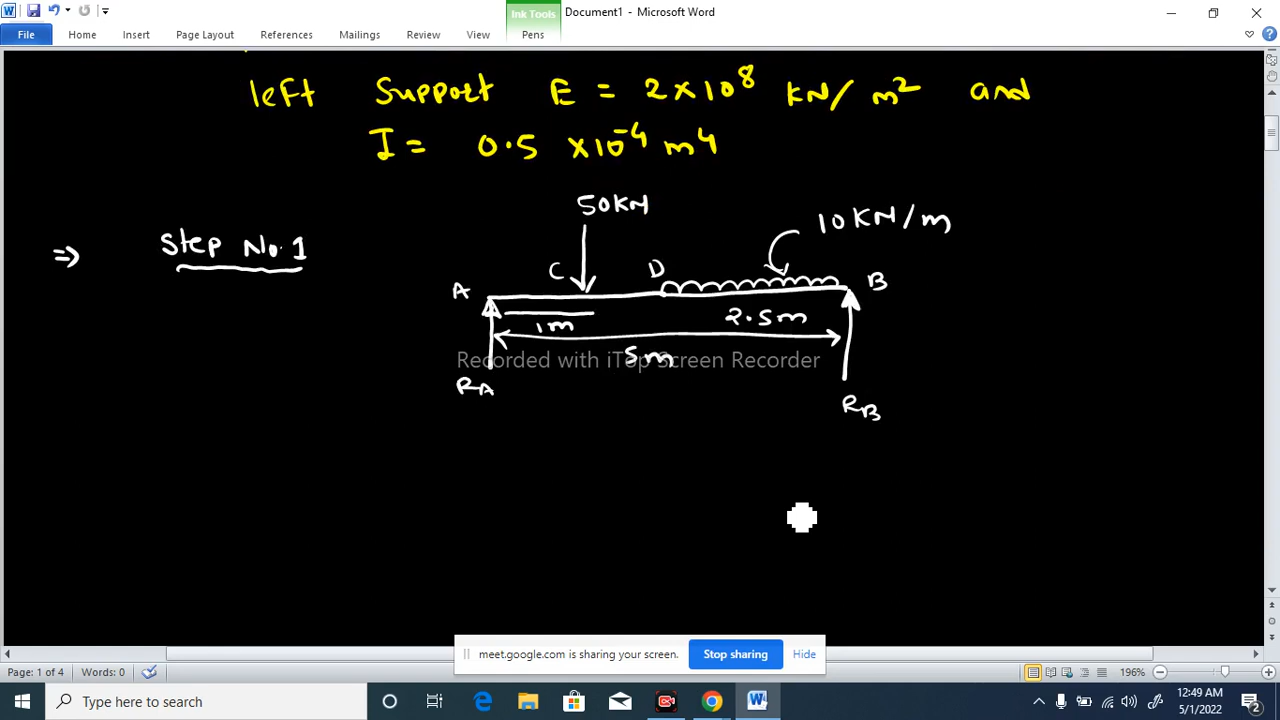 Document1 - Microsoft Word
Ink Tools
File Home Insert Page Layout References Mailings Review View Pens
left Support E = 2×10⁸ KN/m² and
I = 0.5 ×10⁻⁴ m⁴
⇒ Step No.1
50KN
10KN/m
A C D B
1m 2.5m
5m
Recorded with iTop Screen Recorder
RA RB
meet.google.com is sharing your screen. Stop sharing Hide
Page: 1 of 4 Words: 0 196%
Type here to search
12:49 AM
5/1/2022
2